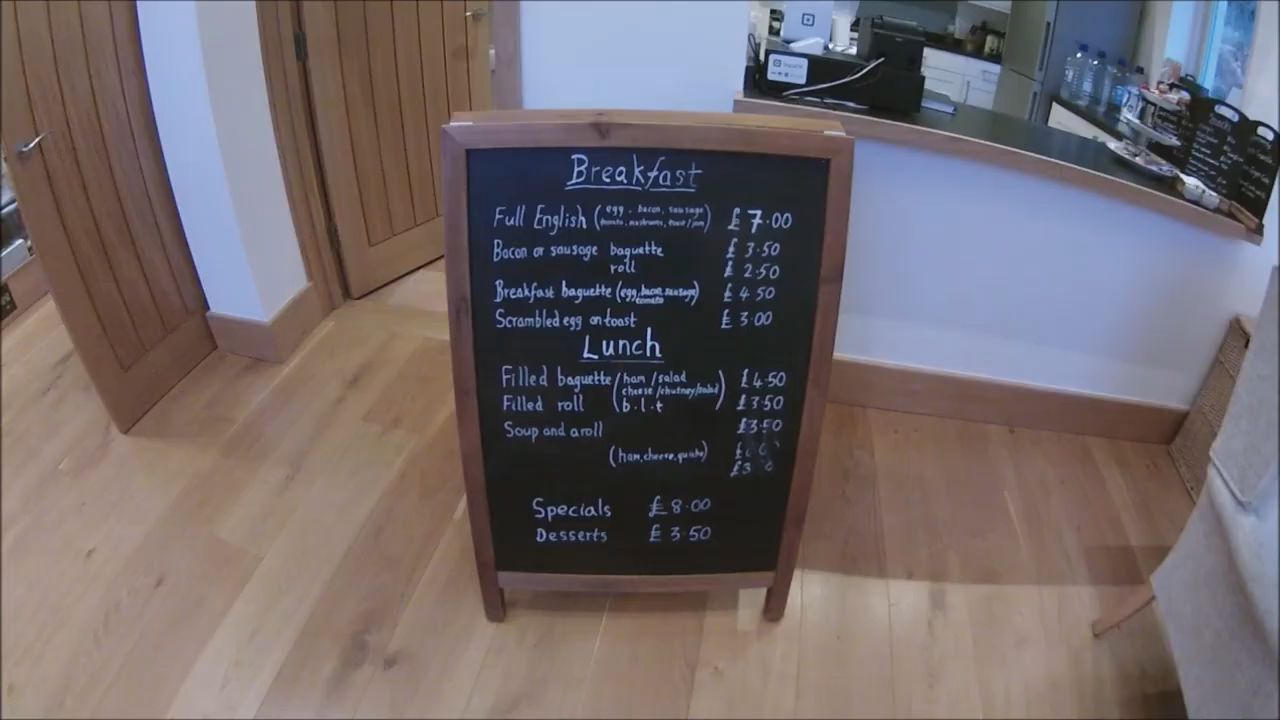 Breakfast
Full English (egg, bacon, sausage £7.00
tomato, mushrooms, toast/jam)
Bacon or sausage baguette £3.50
roll £2.50
Breakfast baguette (egg, bacon, sausage) £4.50
tomato
Scrambled egg on toast £3.00
Lunch
Filled baguette (ham/salad £4.50
cheese/chutney/salad)
Filled roll (b.l.t) £3.50
Soup and a roll £3.50
(ham, cheese, quiche)
Specials £8.00
Desserts £3.50